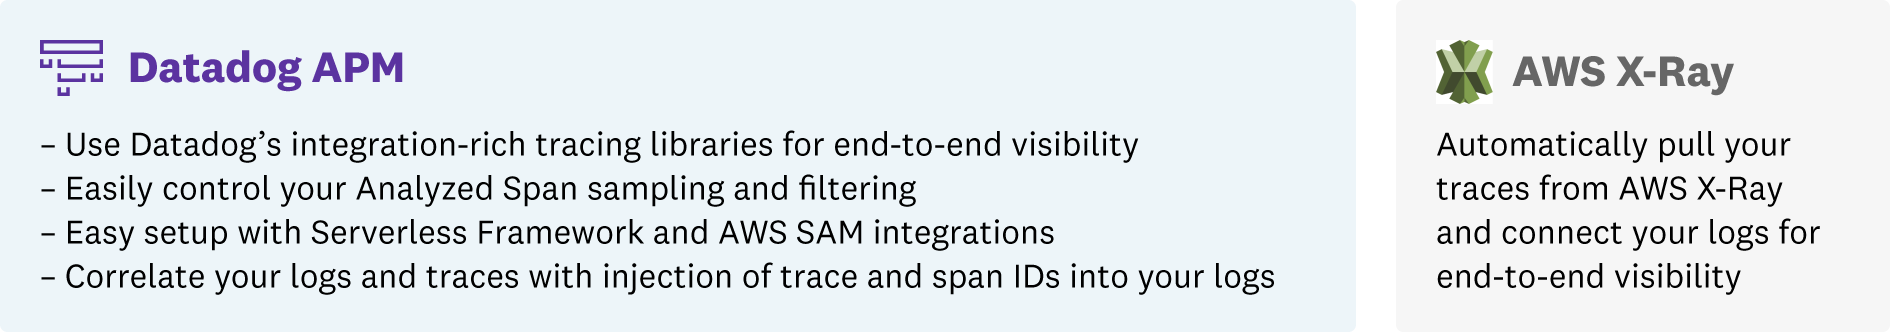 Datadog APM
– Use Datadog’s integration-rich tracing libraries for end-to-end visibility
– Easily control your Analyzed Span sampling and filtering
– Easy setup with Serverless Framework and AWS SAM integrations
– Correlate your logs and traces with injection of trace and span IDs into your logs
AWS X-Ray
Automatically pull your
traces from AWS X-Ray
and connect your logs for
end-to-end visibility